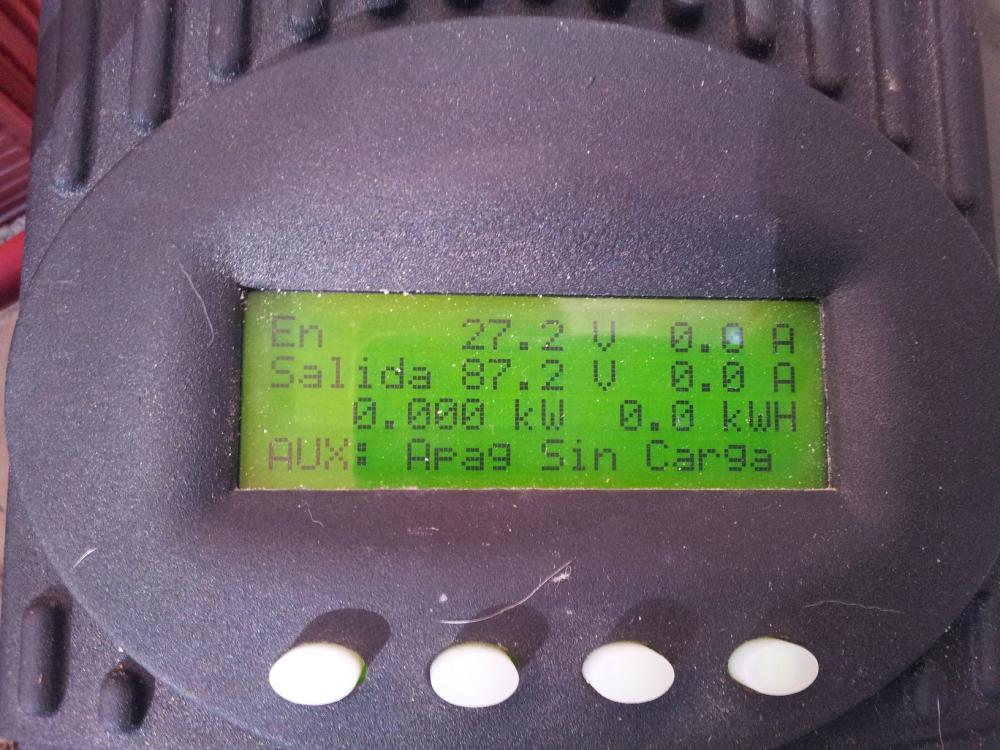 En 27.2 V 0.0 A
Salida 87.2 V 0.0 A
0.000 kW 0.0 kWH
AUX: Apag Sin Carga